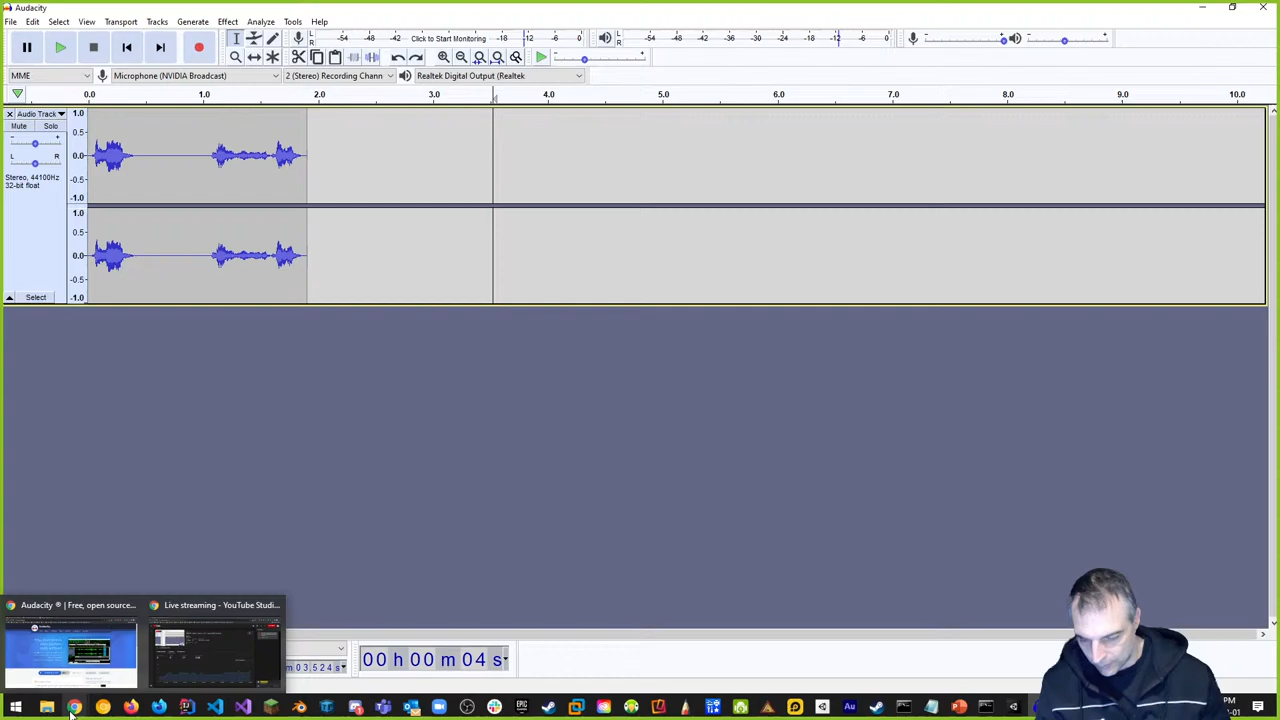 Audacity
File Edit Select View Transport Tracks Generate Effect Analyze Tools Help
L R -54 -48 -42 Click to Start Monitoring -18 -12 -6 0 L R -54 -48 -42 -36 -30 -24 -18 -12 -6 0
MME Microphone (NVIDIA Broadcast) 2 (Stereo) Recording Chann Realtek Digital Output (Realtek
0.0 1.0 2.0 3.0 4.0 5.0 6.0 7.0 8.0 9.0 10.0
Audio Track 1.0
Mute Solo 0.5
- +
L R 0.0
Stereo, 44100Hz -0.5
32-bit float
-1.0
1.0
0.5
0.0
-0.5
Select -1.0
Audacity ® | Free, open source... Live streaming - YouTube Studi...
m 03.524 s 00 h 00 m 04 s
PM
-01